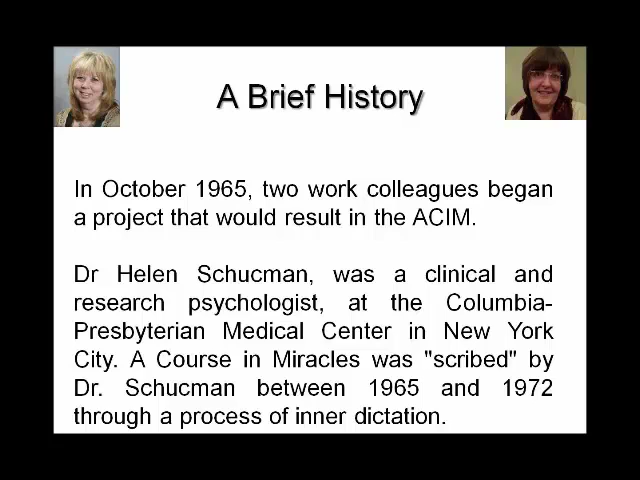 A Brief History
In October 1965, two work colleagues began
a project that would result in the ACIM.
Dr Helen Schucman, was a clinical and
research psychologist, at the Columbia-
Presbyterian Medical Center in New York
City. A Course in Miracles was "scribed" by
Dr. Schucman between 1965 and 1972
through a process of inner dictation.